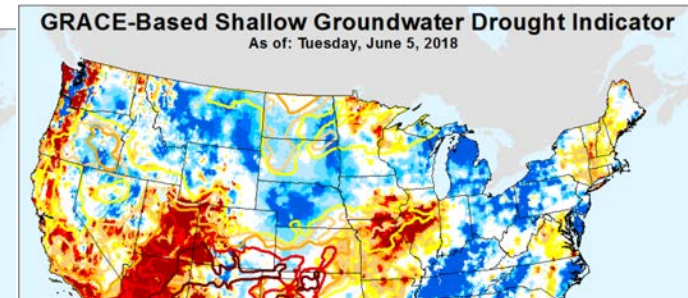 GRACE-Based Shallow Groundwater Drought Indicator
As of: Tuesday, June 5, 2018